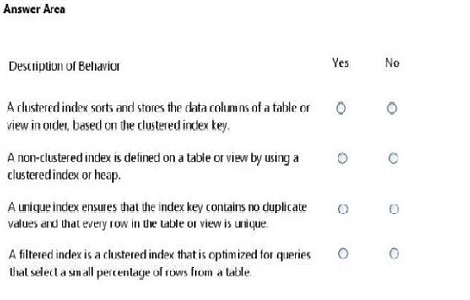 Answer Area
Description of Behavior Yes No
A clustered index sorts and stores the data columns of a table or
view in order, based on the clustered index key.
A non-clustered index is defined on a table or view by using a
clustered index or heap.
A unique index ensures that the index key contains no duplicate
values and that every row in the table or view is unique.
A filtered index is a clustered index that is optimized for queries
that select a small percentage of rows from a table.